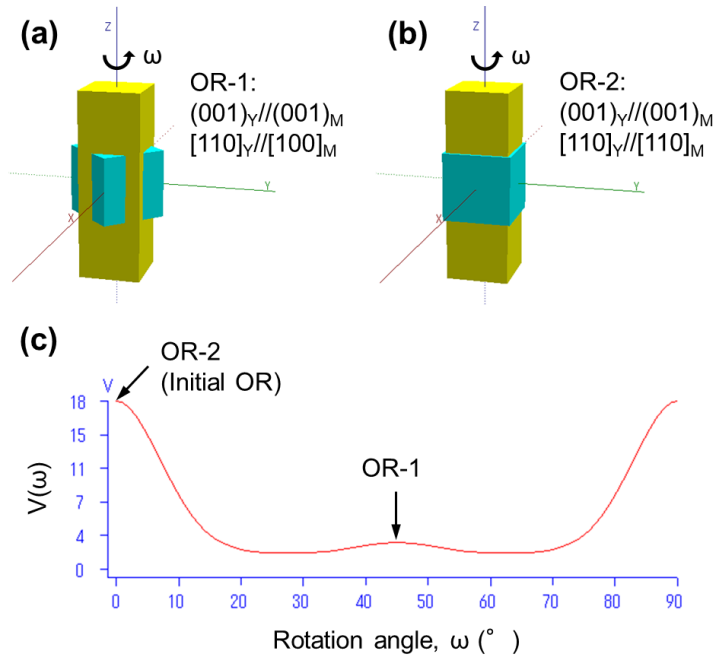 (a)
Z
ω
OR-1:
(001)Y//(001)M
[110]Y//[100]M
X
Y
(b)
Z
ω
OR-2:
(001)Y//(001)M
[110]Y//[110]M
X
Y
(c)
OR-2
(Initial OR)
V
18
15
11
7
4
0
V(ω)
OR-1
0 10 20 30 40 50 60 70 80 90
Rotation angle, ω (°)